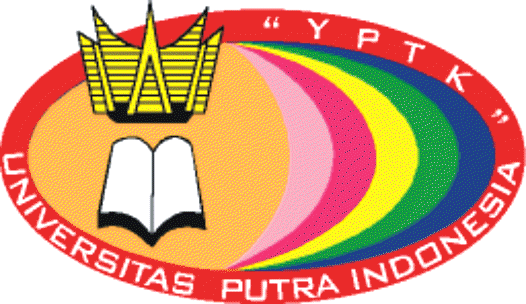 "YPTK"
UNIVERSITAS PUTRA INDONESIA